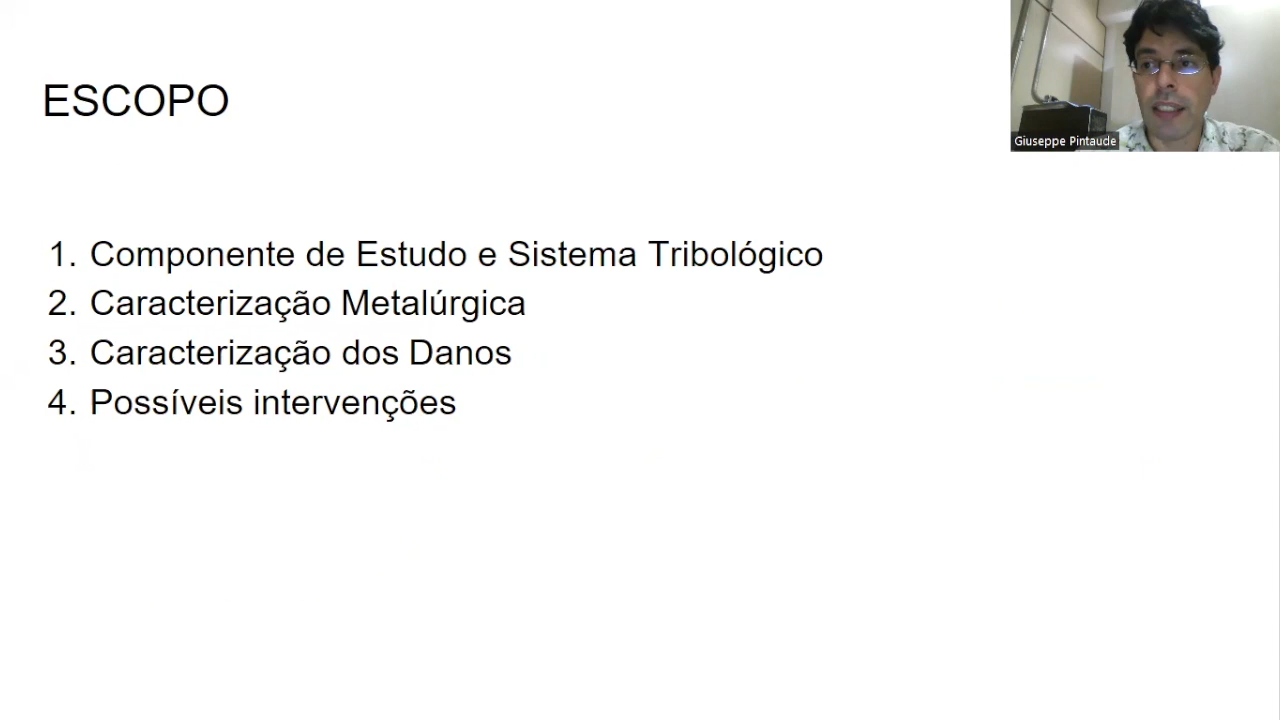 ESCOPO
Giuseppe Pintaude
1. Componente de Estudo e Sistema Tribológico
2. Caracterização Metalúrgica
3. Caracterização dos Danos
4. Possíveis intervenções